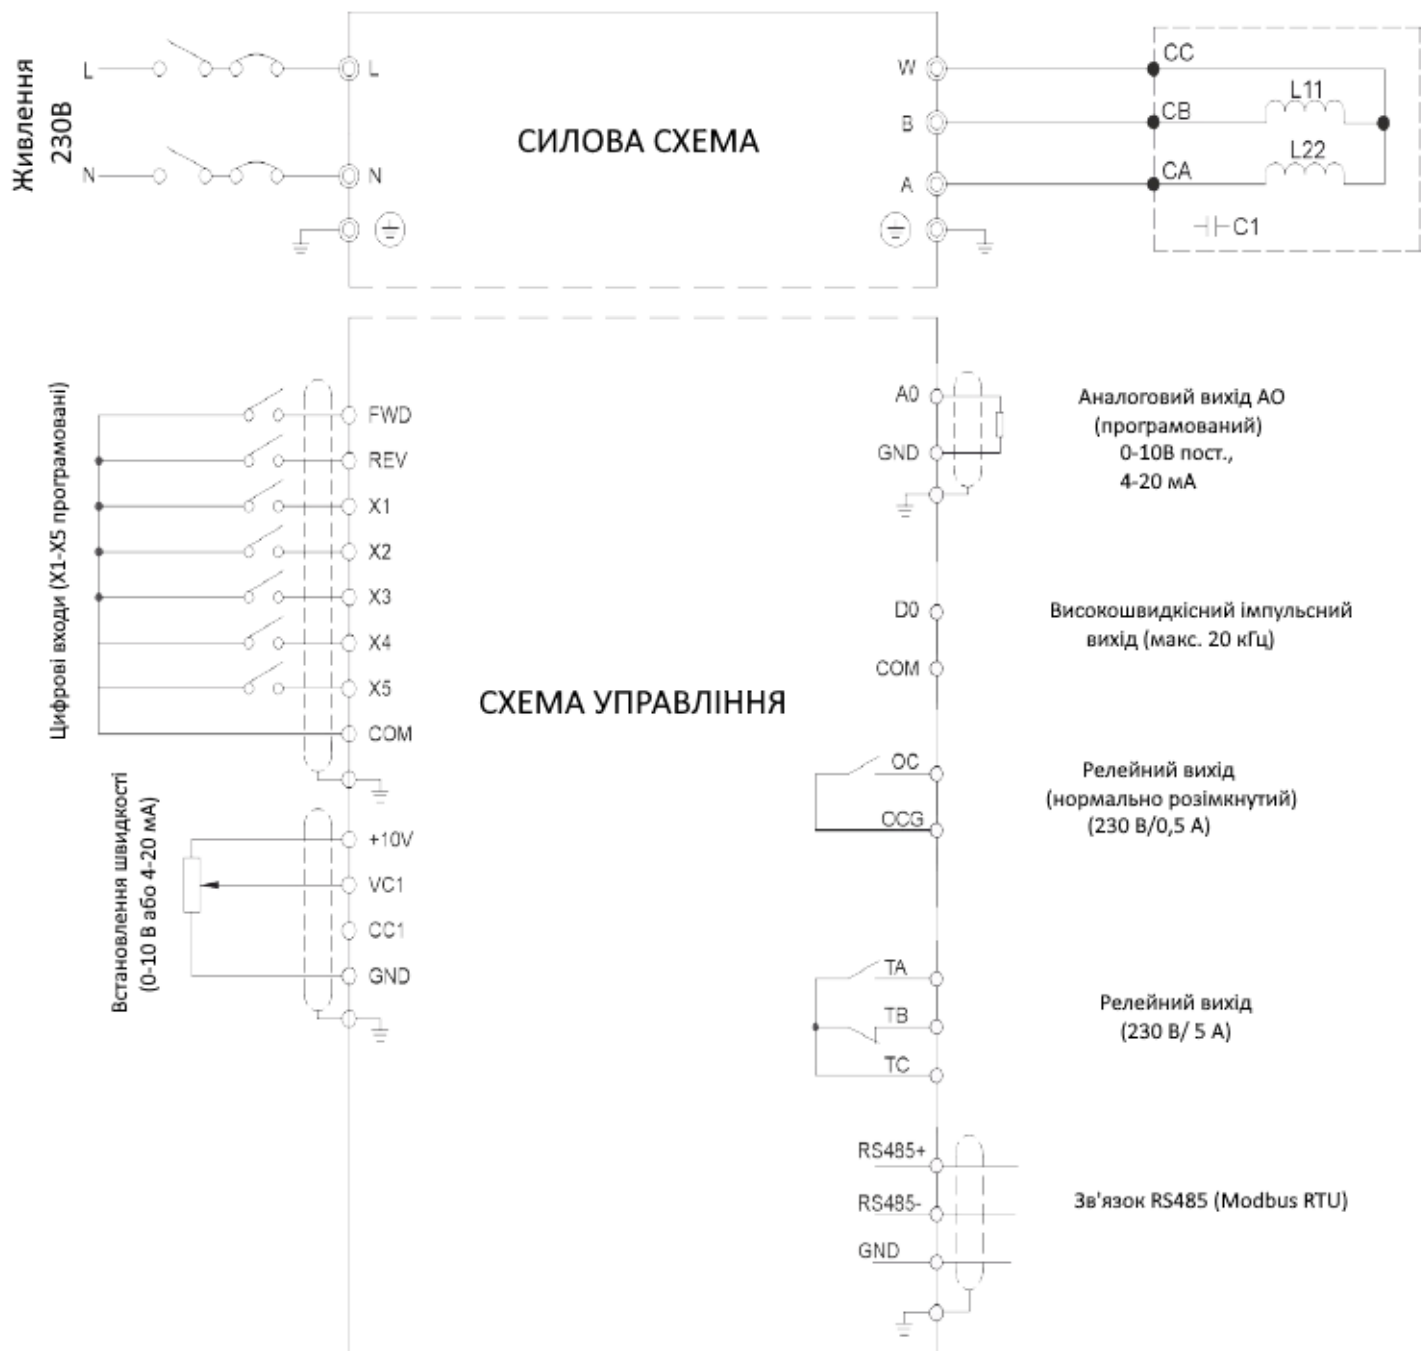 Живлення
230В
L
L
N
N
СИЛОВА СХЕМА
W
B
A
CC
CB
CA
L11
L22
C1
Цифрові входи (X1-X5 програмовані)
FWD
REV
X1
X2
X3
X4
X5
COM
Встановлення швидкості
(0-10 В або 4-20 мА)
+10V
VC1
CC1
GND
СХЕМА УПРАВЛІННЯ
A0
GND
Аналоговий вихід АО
(програмований)
0-10В пост.,
4-20 мА
D0
COM
Високошвидкісний імпульсний
вихід (макс. 20 кГц)
OC
OCG
Релейний вихід
(нормально розімкнутий)
(230 В/0,5 А)
TA
TB
TC
Релейний вихід
(230 В/ 5 А)
RS485+
RS485-
GND
Зв'язок RS485 (Modbus RTU)